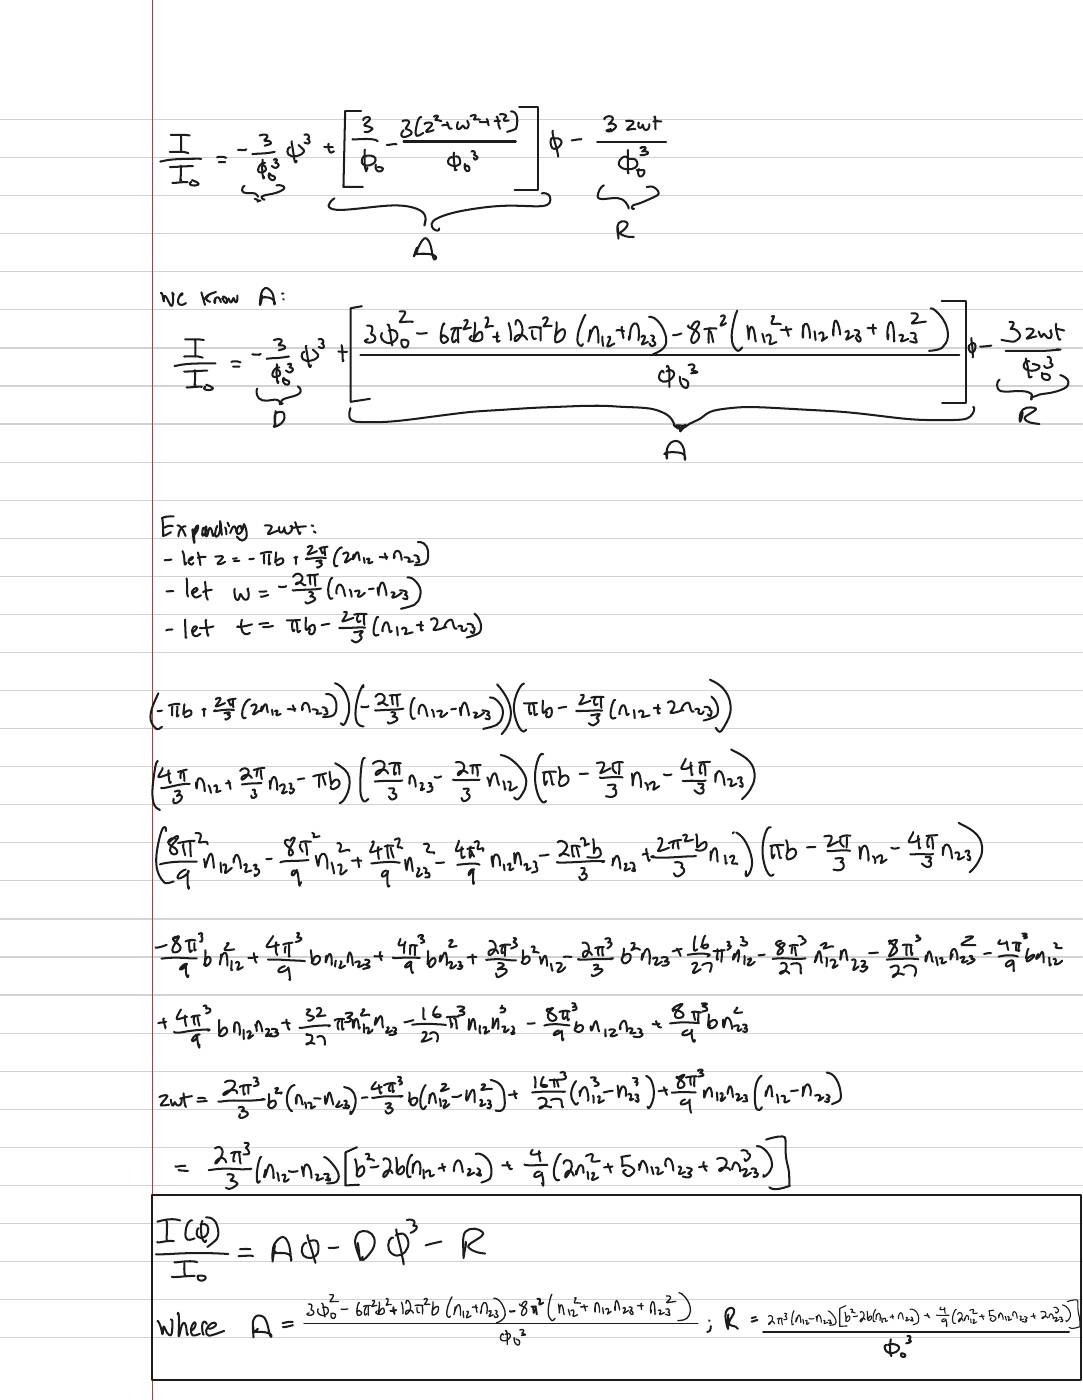 I/I₀ = -3/ϕ₀³ ϕ³ + [3/ϕ₀ - 3(z²+w²+t²)/ϕ₀³] ϕ - 3zwt/ϕ₀³
A R
We know A:
I/I₀ = -3/ϕ₀³ ϕ³ + [(3ϕ₀² - 6π²b² + 12π²b (n₁₂+n₂₃) - 8π² (n₁₂² + n₁₂n₂₃ + n₂₃²))/ϕ₀³] ϕ - 3zwt/ϕ₀³
D A R
Expanding zwt:
- let z = -πb + 2π/3 (2n₁₂ + n₂₃)
- let w = -2π/3 (n₁₂-n₂₃)
- let t = πb - 2π/3 (n₁₂ + 2n₂₃)
(-πb + 2π/3 (2n₁₂ + n₂₃))(-2π/3 (n₁₂-n₂₃))(πb - 2π/3 (n₁₂ + 2n₂₃))
(4π/3 n₁₂ + 2π/3 n₂₃ - πb)(2π/3 n₂₃ - 2π/3 n₁₂)(πb - 2π/3 n₁₂ - 4π/3 n₂₃)
(8π²/9 n₁₂n₂₃ - 8π²/9 n₁₂² + 4π²/9 n₂₃² - 4π²/9 n₁₂n₂₃ - 2π²b/3 n₂₃ + 2π²b/3 n₁₂)(πb - 2π/3 n₁₂ - 4π/3 n₂₃)
-8π³/9 b n₁₂² + 4π³/9 b n₁₂n₂₃ + 4π³/9 b n₂₃² + 2π³/3 b² n₁₂ - 2π³/3 b² n₂₃ + 16/27 π³ n₁₂³ - 8π³/27 n₁₂² n₂₃ - 8π³/27 n₁₂ n₂₃² - 4π³/9 b n₁₂²
+ 4π³/9 b n₁₂n₂₃ + 32/27 π³ n₁₂² n₂₃ - 16/27 π³ n₁₂ n₂₃³ - 8π³/9 b n₁₂n₂₃ + 8π³/9 b n₂₃²
zwt = 2π³/3 b² (n₁₂-n₂₃) - 4π³/3 b(n₁₂² - n₂₃²) + 16π³/27 (n₁₂³ - n₂₃³) + 8π³/9 n₁₂n₂₃ (n₁₂ - n₂₃)
= 2π³/3 (n₁₂-n₂₃) [b² - 2b(n₁₂ + n₂₃) + 4/9 (2n₁₂² + 5n₁₂n₂₃ + 2n₂₃³)]
I(ϕ)/I₀ = Aϕ - Dϕ³ - R
where A = (3ϕ₀² - 6π²b² + 12π²b (n₁₂+n₂₃) - 8π² (n₁₂² + n₁₂n₂₃ + n₂₃²))/ϕ₀³ ; R = 2π³(n₁₂-n₂₃)[b² - 2b(n₁₂ + n₂₃) + 4/9 (2n₁₂² + 5n₁₂n₂₃ + 2n₂₃³)]/ϕ₀³